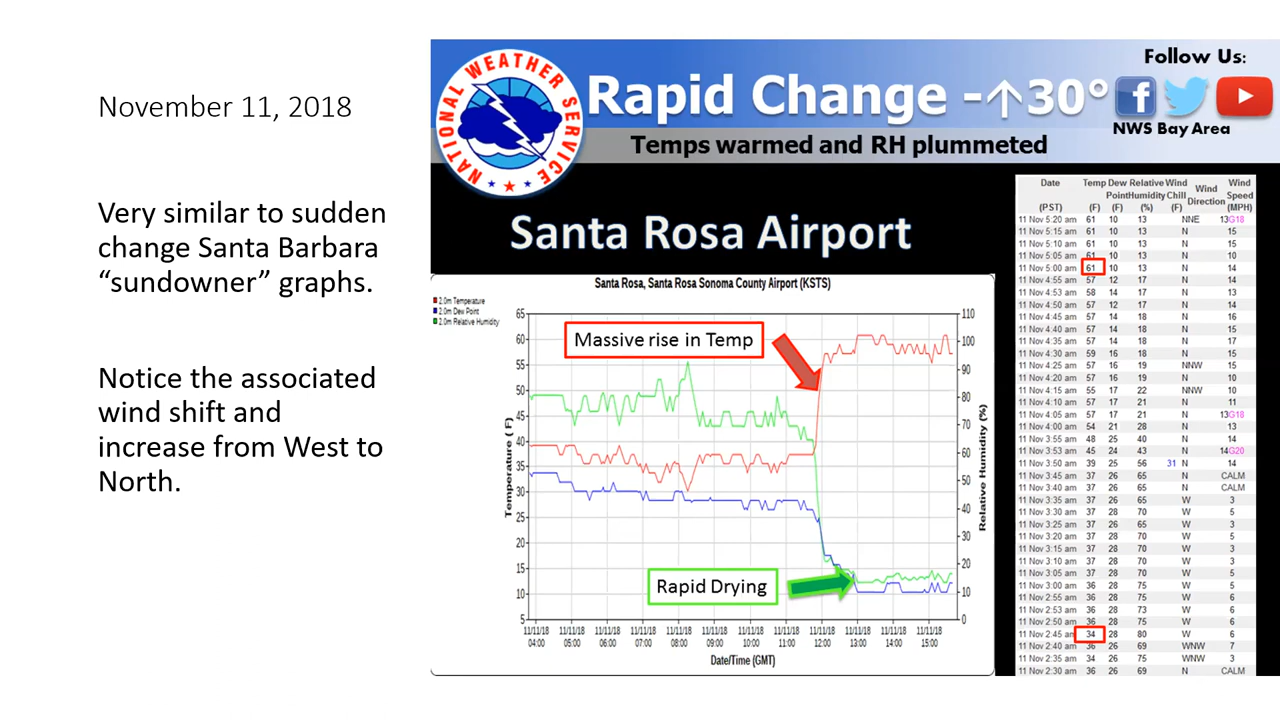 November 11, 2018
Very similar to sudden
change Santa Barbara
“sundowner” graphs.
Notice the associated
wind shift and
increase from West to
North.
NATIONAL WEATHER SERVICE
Rapid Change -↑30°
Temps warmed and RH plummeted
Follow Us:
NWS Bay Area
Santa Rosa Airport
Santa Rosa, Santa Rosa Sonoma County Airport (KSTS)
2.0m Temperature
2.0m Dew Point
2.0m Relative Humidity
Massive rise in Temp
Rapid Drying
Temperature ( F)
65
60
55
50
45
40
35
30
25
20
15
10
5
Relative Humidity (%)
110
100
90
80
70
60
50
40
30
20
10
0
11/11/18 11/11/18 11/11/18 11/11/18 11/11/18 11/11/18 11/11/18 11/11/18 11/11/18 11/11/18 11/11/18 11/11/18
04:00 05:00 06:00 07:00 08:00 09:00 10:00 11:00 12:00 13:00 14:00 15:00
Date/Time (GMT)
Date Temp Dew Relative Wind Wind Wind
Point Humidity Chill Direction Speed
(PST) (F) (F) (%) (F) (MPH)
11 Nov 5:20 am 61 10 13 NNE 13G18
11 Nov 5:15 am 61 10 13 N 15
11 Nov 5:10 am 61 10 13 N 15
11 Nov 5:05 am 61 10 13 N 10
11 Nov 5:00 am 61 10 13 N 14
11 Nov 4:55 am 57 12 17 N 14
11 Nov 4:53 am 58 14 17 N 13
11 Nov 4:50 am 57 12 17 N 14
11 Nov 4:45 am 57 14 18 N 16
11 Nov 4:40 am 57 14 18 N 15
11 Nov 4:35 am 57 14 18 N 17
11 Nov 4:30 am 59 16 18 N 15
11 Nov 4:25 am 57 16 19 NNW 15
11 Nov 4:20 am 57 16 19 N 10
11 Nov 4:15 am 55 17 22 NNW 10
11 Nov 4:10 am 57 17 21 N 11
11 Nov 4:05 am 57 17 21 N 13G18
11 Nov 4:00 am 54 21 28 N 13
11 Nov 3:55 am 48 25 40 N 14
11 Nov 3:53 am 45 24 43 N 14G20
11 Nov 3:50 am 39 25 56 31 N 14
11 Nov 3:45 am 37 26 65 N CALM
11 Nov 3:40 am 37 26 65 N CALM
11 Nov 3:35 am 37 26 65 W 3
11 Nov 3:30 am 37 28 70 W 5
11 Nov 3:25 am 37 26 65 W 3
11 Nov 3:20 am 37 28 70 W 5
11 Nov 3:15 am 37 28 70 W 3
11 Nov 3:10 am 37 28 70 W 3
11 Nov 3:05 am 37 28 70 W 3
11 Nov 3:00 am 36 28 75 W 5
11 Nov 2:55 am 36 28 75 W 6
11 Nov 2:53 am 36 28 73 W 6
11 Nov 2:50 am 36 28 75 W 6
11 Nov 2:45 am 34 28 80 W 6
11 Nov 2:40 am 36 26 69 WNW 7
11 Nov 2:35 am 34 26 75 WNW 3
11 Nov 2:30 am 36 28 69 N CALM